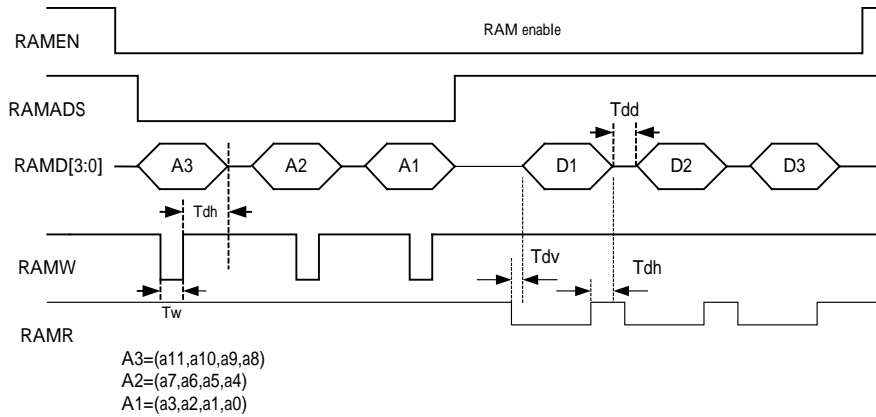 RAMEN
RAM enable
RAMADS
Tdd
RAMD[3:0]
A3
A2
A1
D1
D2
D3
Tdh
RAMW
Tdv
Tdh
Tw
RAMR
A3=(a11,a10,a9,a8)
A2=(a7,a6,a5,a4)
A1=(a3,a2,a1,a0)